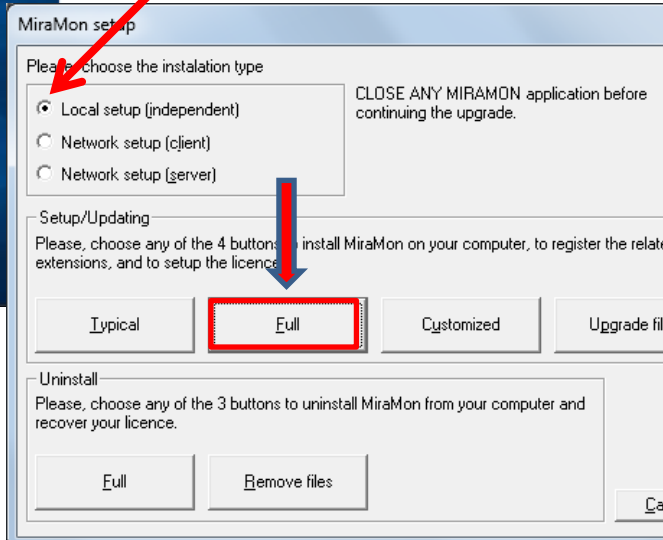 MiraMon setup
Please, choose the instalation type
Local setup (independent)
Network setup (client)
Network setup (server)
CLOSE ANY MIRAMON application before
continuing the upgrade.
Setup/Updating
Please, choose any of the 4 buttons to install MiraMon on your computer, to register the relate
extensions, and to setup the licence
Typical
Full
Customized
Upgrade fil
Uninstall
Please, choose any of the 3 buttons to uninstall MiraMon from your computer and
recover your licence.
Full
Remove files
Ca